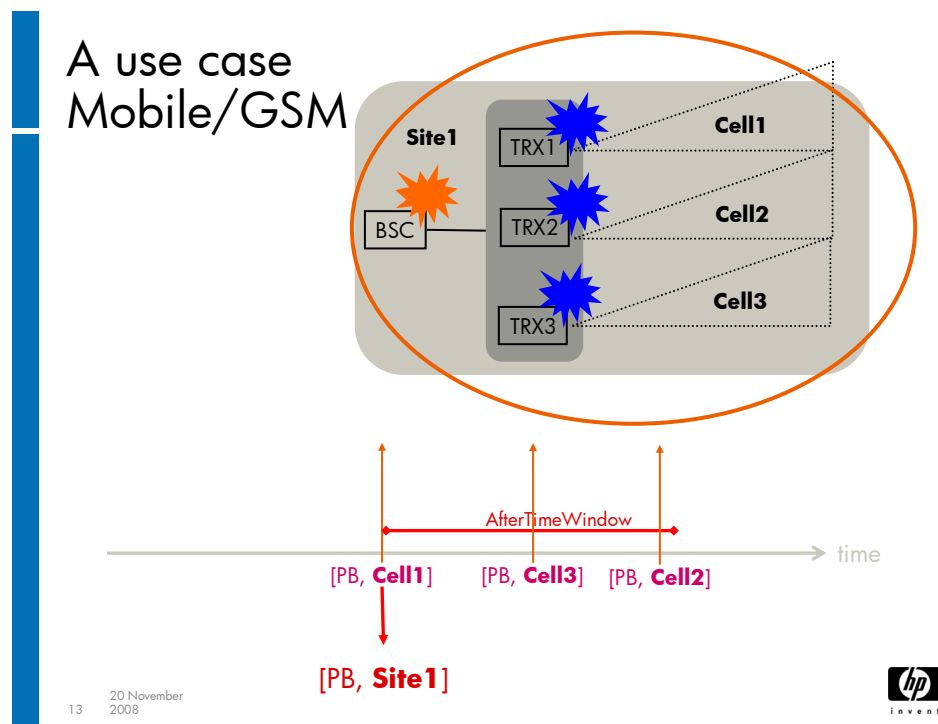 A use case
Mobile/GSM
Site1
TRX1
Cell1
BSC
TRX2
Cell2
TRX3
Cell3
AfterTimeWindow
time
[PB, Cell1]
[PB, Cell3]
[PB, Cell2]
[PB, Site1]
13
20 November
2008
hp
invent